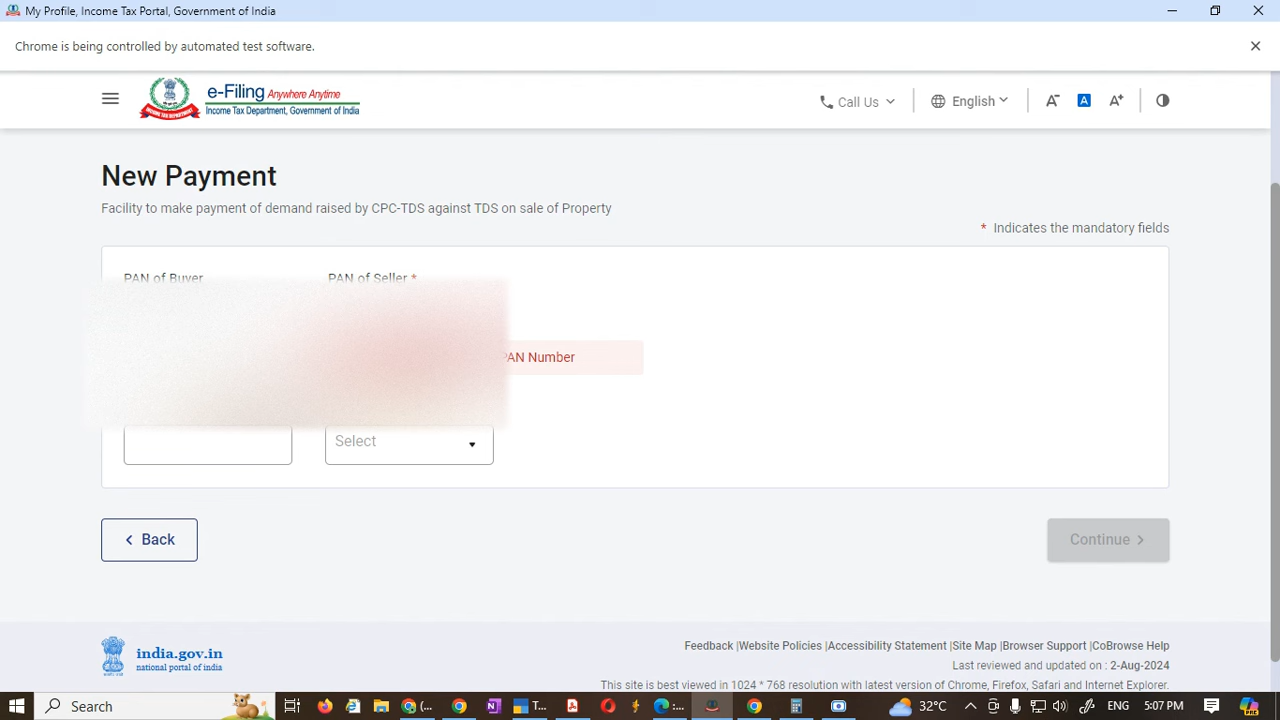 My Profile, Income Tax Portal, Government of India
Chrome is being controlled by automated test software.
e-Filing Anywhere Anytime
Income Tax Department, Government of India
Call Us
English
A-
A
A+
New Payment
Facility to make payment of demand raised by CPC-TDS against TDS on sale of Property
* Indicates the mandatory fields
PAN of Buyer
PAN of Seller *
PAN Number
Select
Back
Continue
india.gov.in
national portal of india
Feedback |Website Policies |Accessibility Statement |Site Map |Browser Support |CoBrowse Help
Last reviewed and updated on : 2-Aug-2024
This site is best viewed in 1024 * 768 resolution with latest version of Chrome, Firefox, Safari and Internet Explorer.
Search
(...
T...
:...
32°C
ENG
5:07 PM